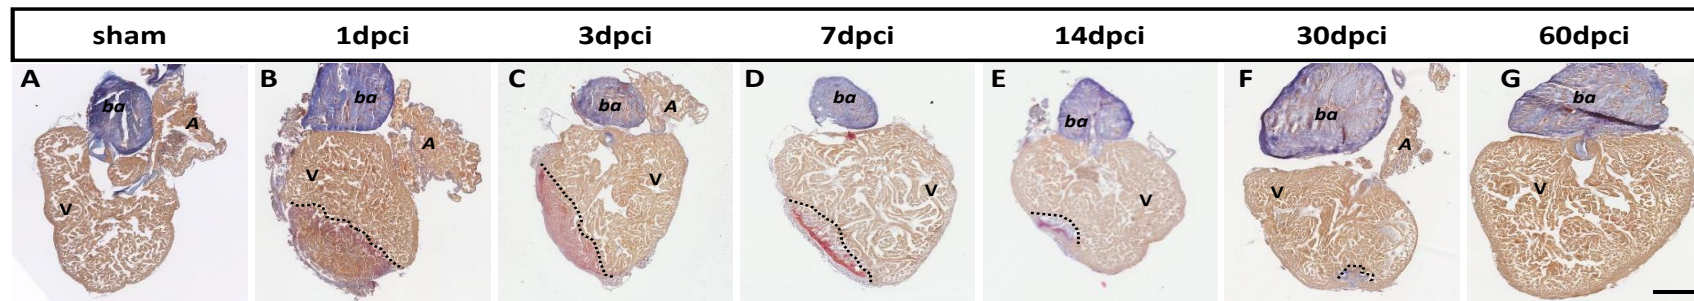 sham 1dpci 3dpci 7dpci 14dpci 30dpci 60dpci
A B C D E F G
ba A V
ba A V
ba A V
ba V
ba V
ba A V
ba V